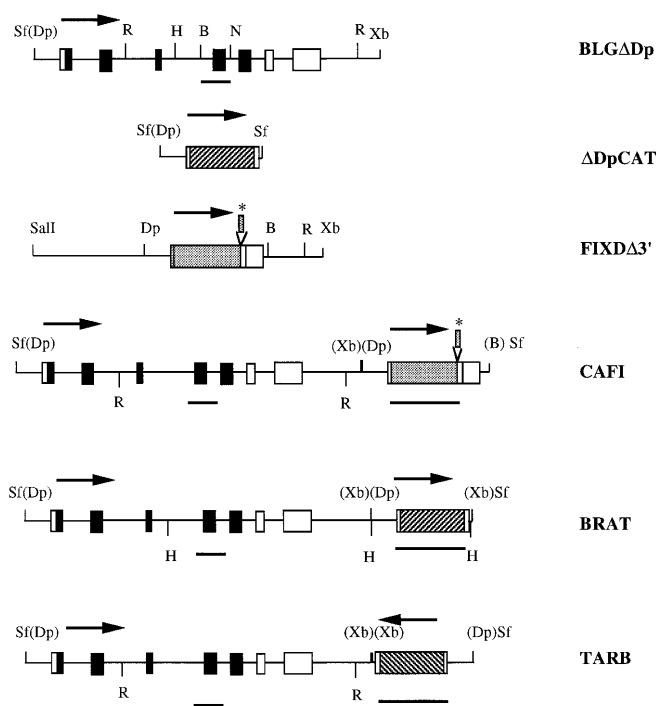 Sf(Dp) R H B N R Xb BLGΔDp
Sf(Dp) Sf ΔDpCAT
* SalI Dp B R Xb FIXDΔ3'
* Sf(Dp) (Xb)(Dp) (B) Sf CAFI
R R
Sf(Dp) (Xb)(Dp) (Xb)Sf BRAT
H H H
Sf(Dp) (Xb)(Xb) (Dp)Sf TARB
R R